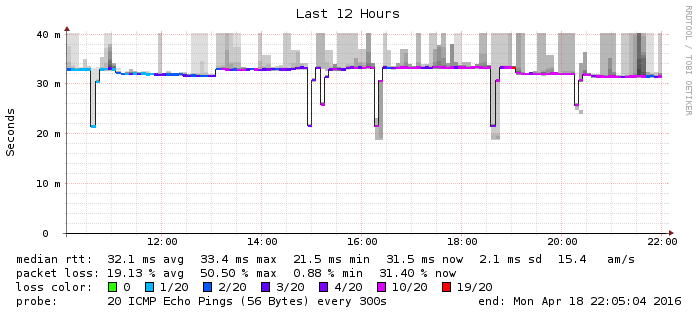 Last 12 Hours
RRDTOOL / TOBI OETIKER
Seconds
40 m
30 m
20 m
10 m
0
12:00 14:00 16:00 18:00 20:00 22:00
median rtt: 32.1 ms avg 33.4 ms max 21.5 ms min 31.5 ms now 2.1 ms sd 15.4 am/s
packet loss: 19.13 % avg 50.50 % max 0.88 % min 31.40 % now
loss color: 0 1/20 2/20 3/20 4/20 10/20 19/20
probe: 20 ICMP Echo Pings (56 Bytes) every 300s end: Mon Apr 18 22:05:04 2016